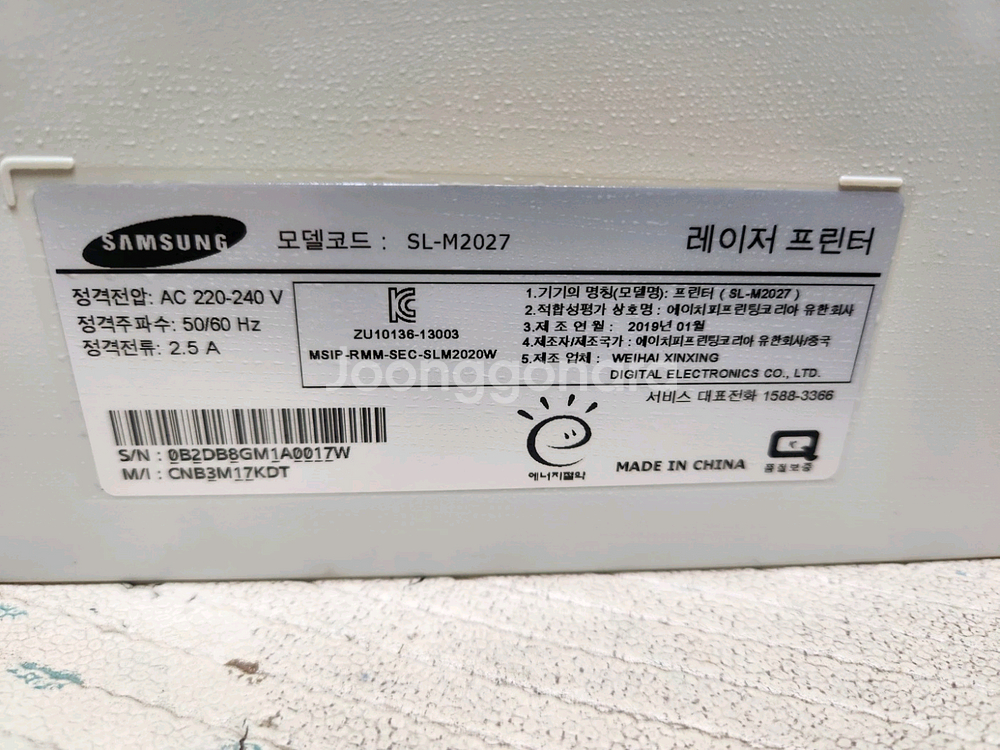 SAMSUNG 모델코드 : SL-M2027 레이저 프린터
정격전압: AC 220-240 V
정격주파수: 50/60 Hz
정격전류: 2.5 A
ZU10136-13003
MSIP-RMM-SEC-SLM2020W
1.기기의 명칭(모델명): 프린터 ( SL-M2027 )
2.적합성평가 상호명 : 에이치피프린팅코리아 유한회사
3.제 조 연 월 : 2019년 01월
4.제조자/제조국가 : 에이치피프린팅코리아 유한회사/중국
5.제조 업체 : WEIHAI XINXING
DIGITAL ELECTRONICS CO., LTD.
Joonggonara
서비스 대표전화 1588-3366
S/N : 0B2DB8GM1A0017W
M/I : CNB3M17KDT
에너지절약
MADE IN CHINA
Q
품질보증